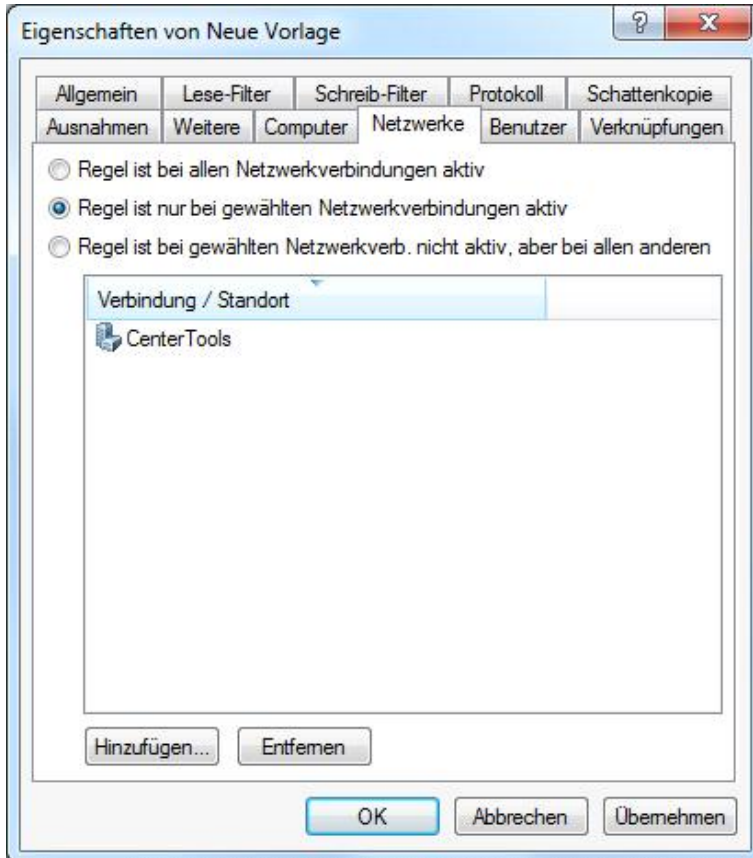 Eigenschaften von Neue Vorlage
Allgemein Lese-Filter Schreib-Filter Protokoll Schattenkopie
Ausnahmen Weitere Computer Netzwerke Benutzer Verknüpfungen
Regel ist bei allen Netzwerkverbindungen aktiv
Regel ist nur bei gewählten Netzwerkverbindungen aktiv
Regel ist bei gewählten Netzwerkverb. nicht aktiv, aber bei allen anderen
Verbindung / Standort
CenterTools
Hinzufügen... Entfernen
OK Abbrechen Übernehmen